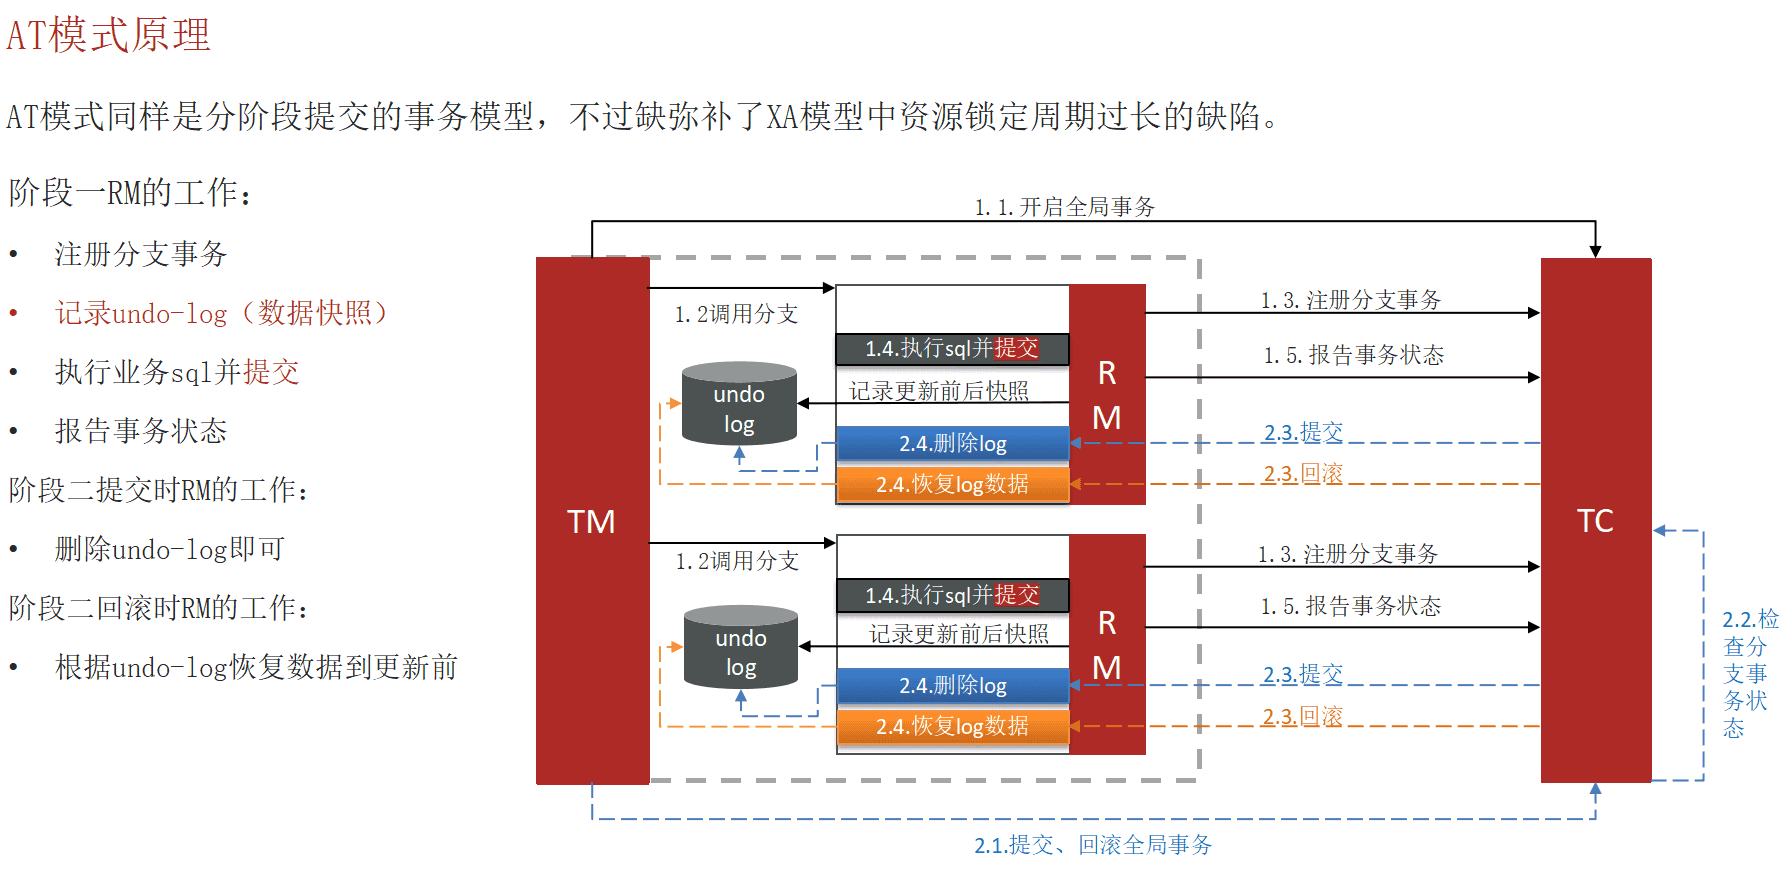 AT模式原理
AT模式同样是分阶段提交的事务模型，不过缺弥补了XA模型中资源锁定周期过长的缺陷。
阶段一RM的工作：
• 注册分支事务
• 记录undo-log（数据快照）
• 执行业务sql并提交
• 报告事务状态
阶段二提交时RM的工作：
• 删除undo-log即可
阶段二回滚时RM的工作：
• 根据undo-log恢复数据到更新前
1.1.开启全局事务
TM
1.2调用分支
1.4.执行sql并提交
记录更新前后快照
undo
log
2.4.删除log
2.4.恢复log数据
R
M
1.3.注册分支事务
1.5.报告事务状态
2.3.提交
2.3.回滚
1.2调用分支
1.4.执行sql并提交
记录更新前后快照
undo
log
2.4.删除log
2.4.恢复log数据
R
M
1.3.注册分支事务
1.5.报告事务状态
2.3.提交
2.3.回滚
TC
2.2.检
查分
支事
务状
态
2.1.提交、回滚全局事务